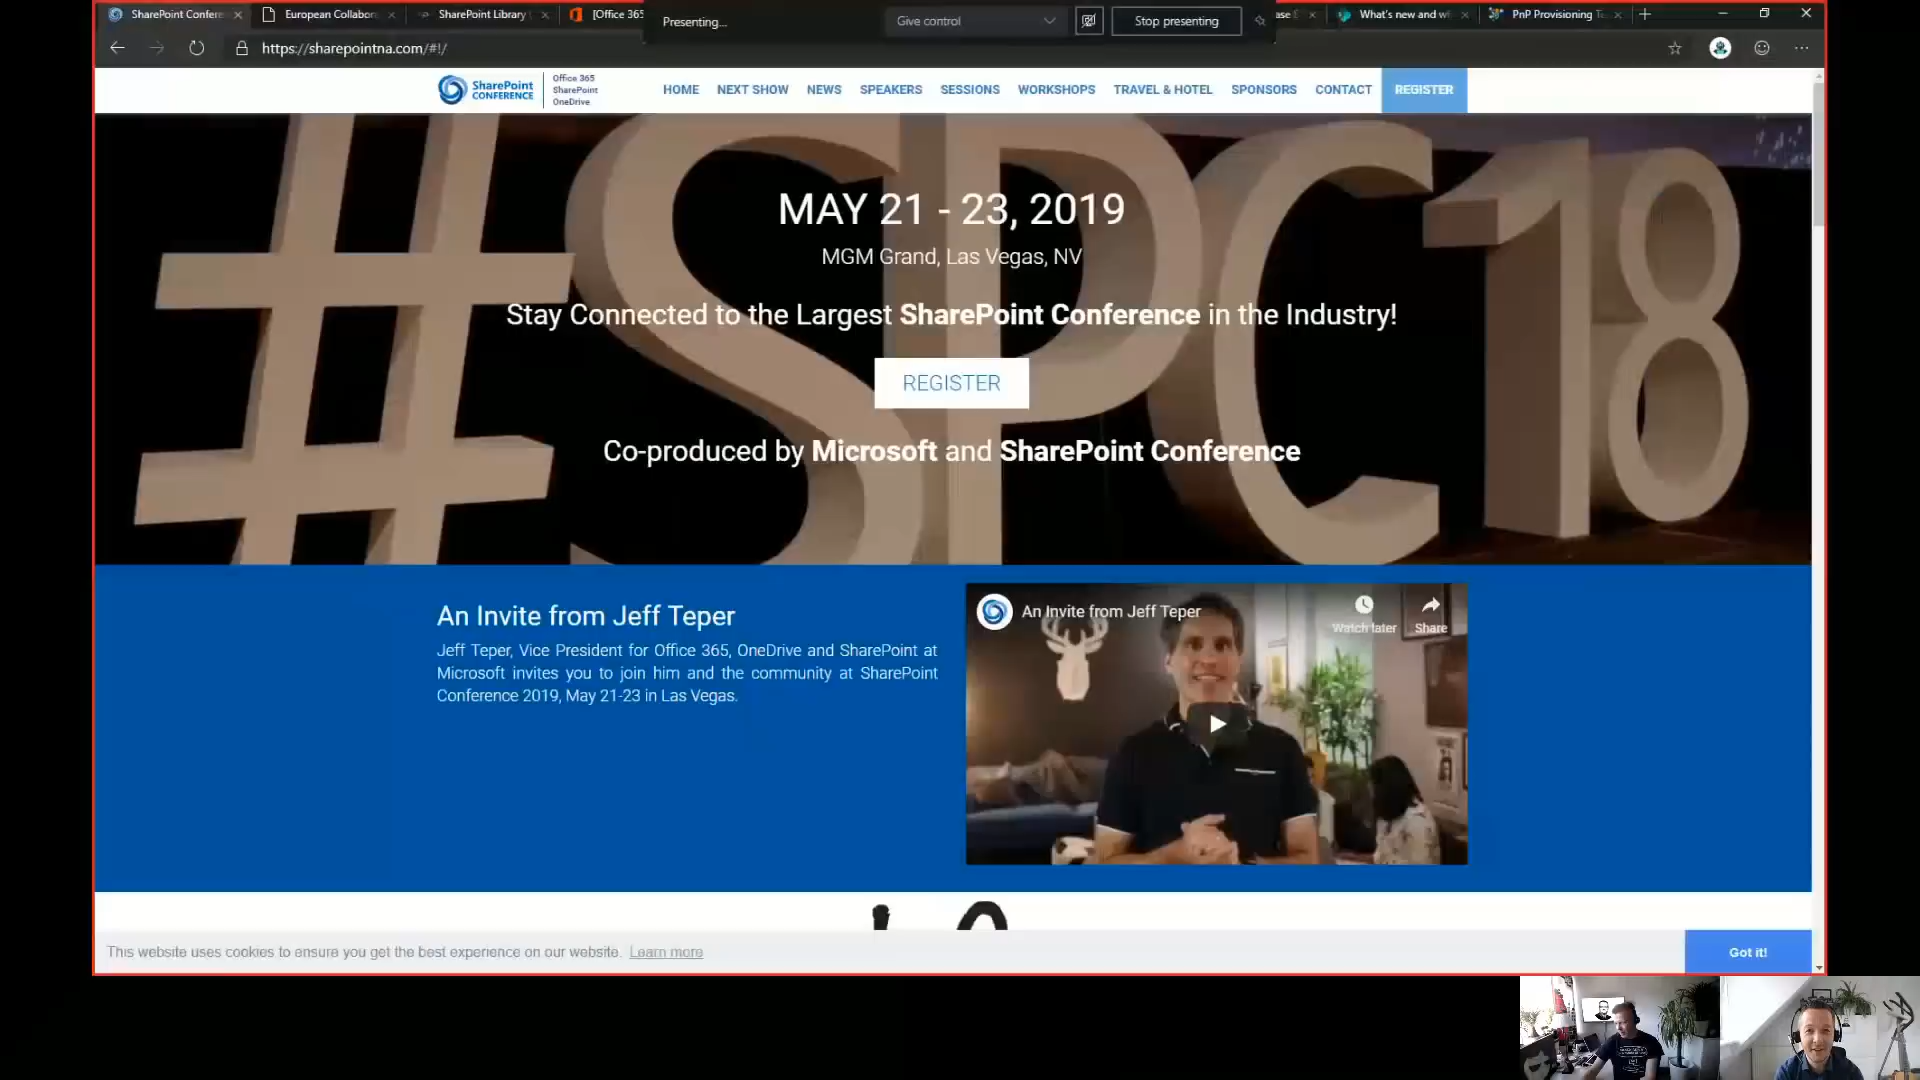 SharePoint Confere
European Collabor
SharePoint Library
[Office 365
Presenting...
Give control
Stop presenting
ase
What's new and w
PnP Provisioning T
https://sharepointna.com/#!/
SharePoint
CONFERENCE
Office 365
SharePoint
OneDrive
HOME
NEXT SHOW
NEWS
SPEAKERS
SESSIONS
WORKSHOPS
TRAVEL & HOTEL
SPONSORS
CONTACT
REGISTER
#SPC18
MAY 21 - 23, 2019
MGM Grand, Las Vegas, NV
Stay Connected to the Largest SharePoint Conference in the Industry!
REGISTER
Co-produced by Microsoft and SharePoint Conference
An Invite from Jeff Teper
Jeff Teper, Vice President for Office 365, OneDrive and SharePoint at
Microsoft invites you to join him and the community at SharePoint
Conference 2019, May 21-23 in Las Vegas.
An Invite from Jeff Teper
Watch later
Share
This website uses cookies to ensure you get the best experience on our website. Learn more
Got it!